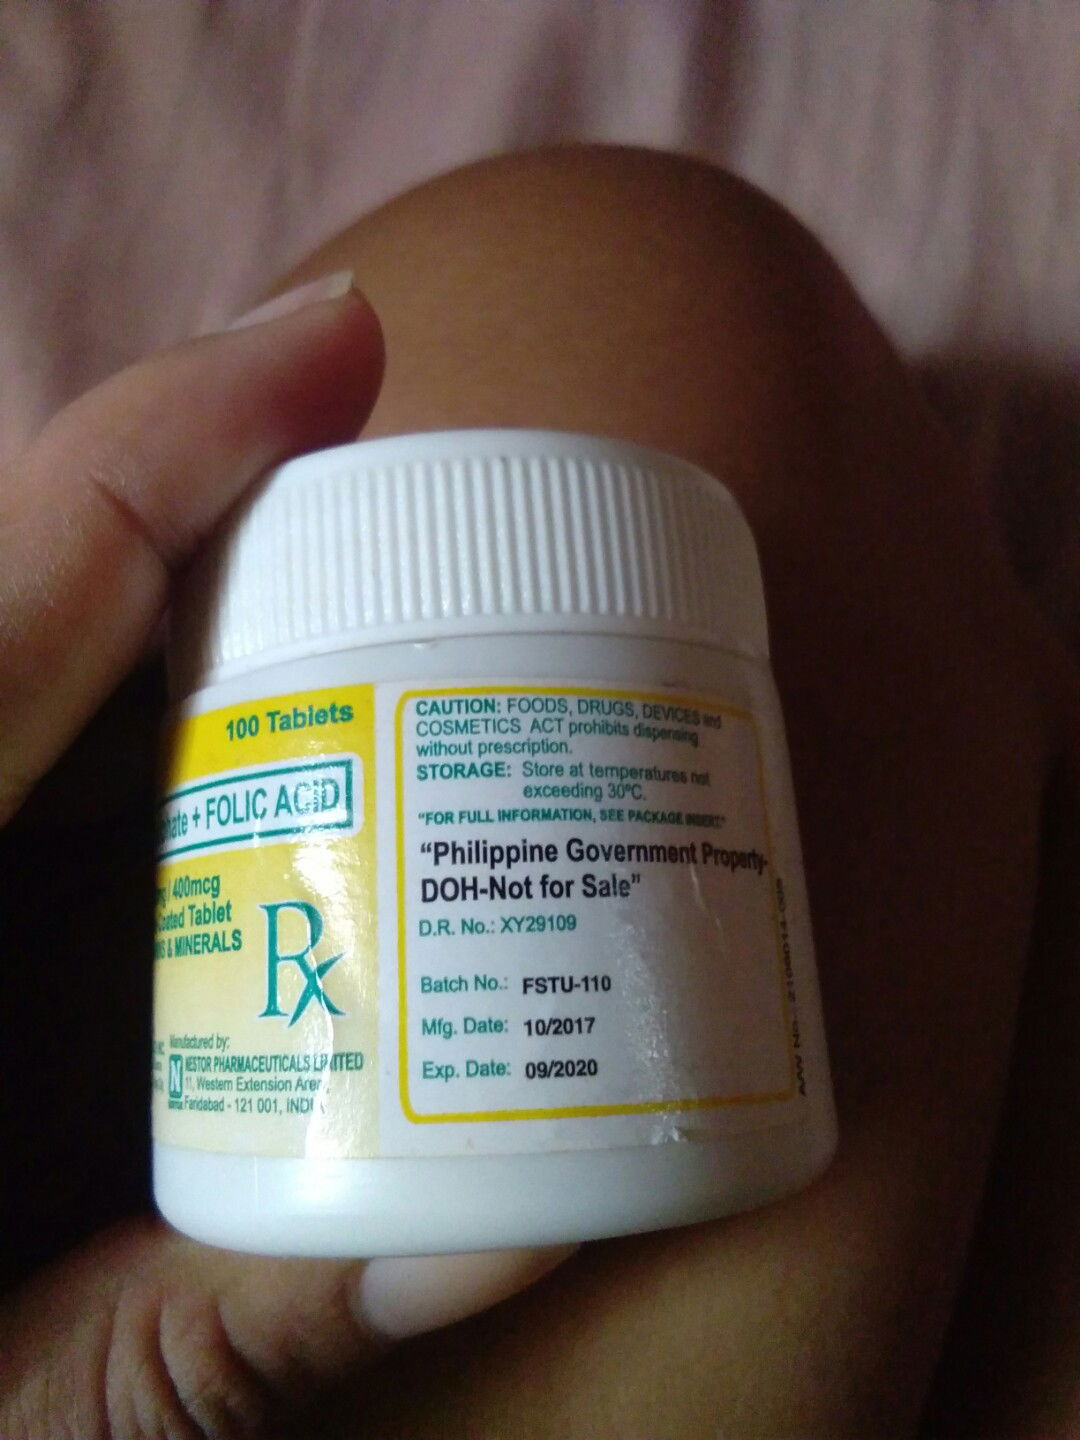 100 Tablets
+ FOLIC ACID
/ 400mcg
Coated Tablet
& MINERALS
Rx
Manufactured by:
NESTOR PHARMACEUTICALS LIMITED
11, Western Extension Area,
Faridabad - 121 001, INDIA
CAUTION: FOODS, DRUGS, DEVICES and
COSMETICS ACT prohibits dispensing
without prescription.
STORAGE: Store at temperatures not
exceeding 30°C.
"FOR FULL INFORMATION, SEE PACKAGE INSERT."
"Philippine Government Property-
DOH-Not for Sale"
D.R. No.: XY29109
Batch No.: FSTU-110
Mfg. Date: 10/2017
Exp. Date: 09/2020
A/W No.: